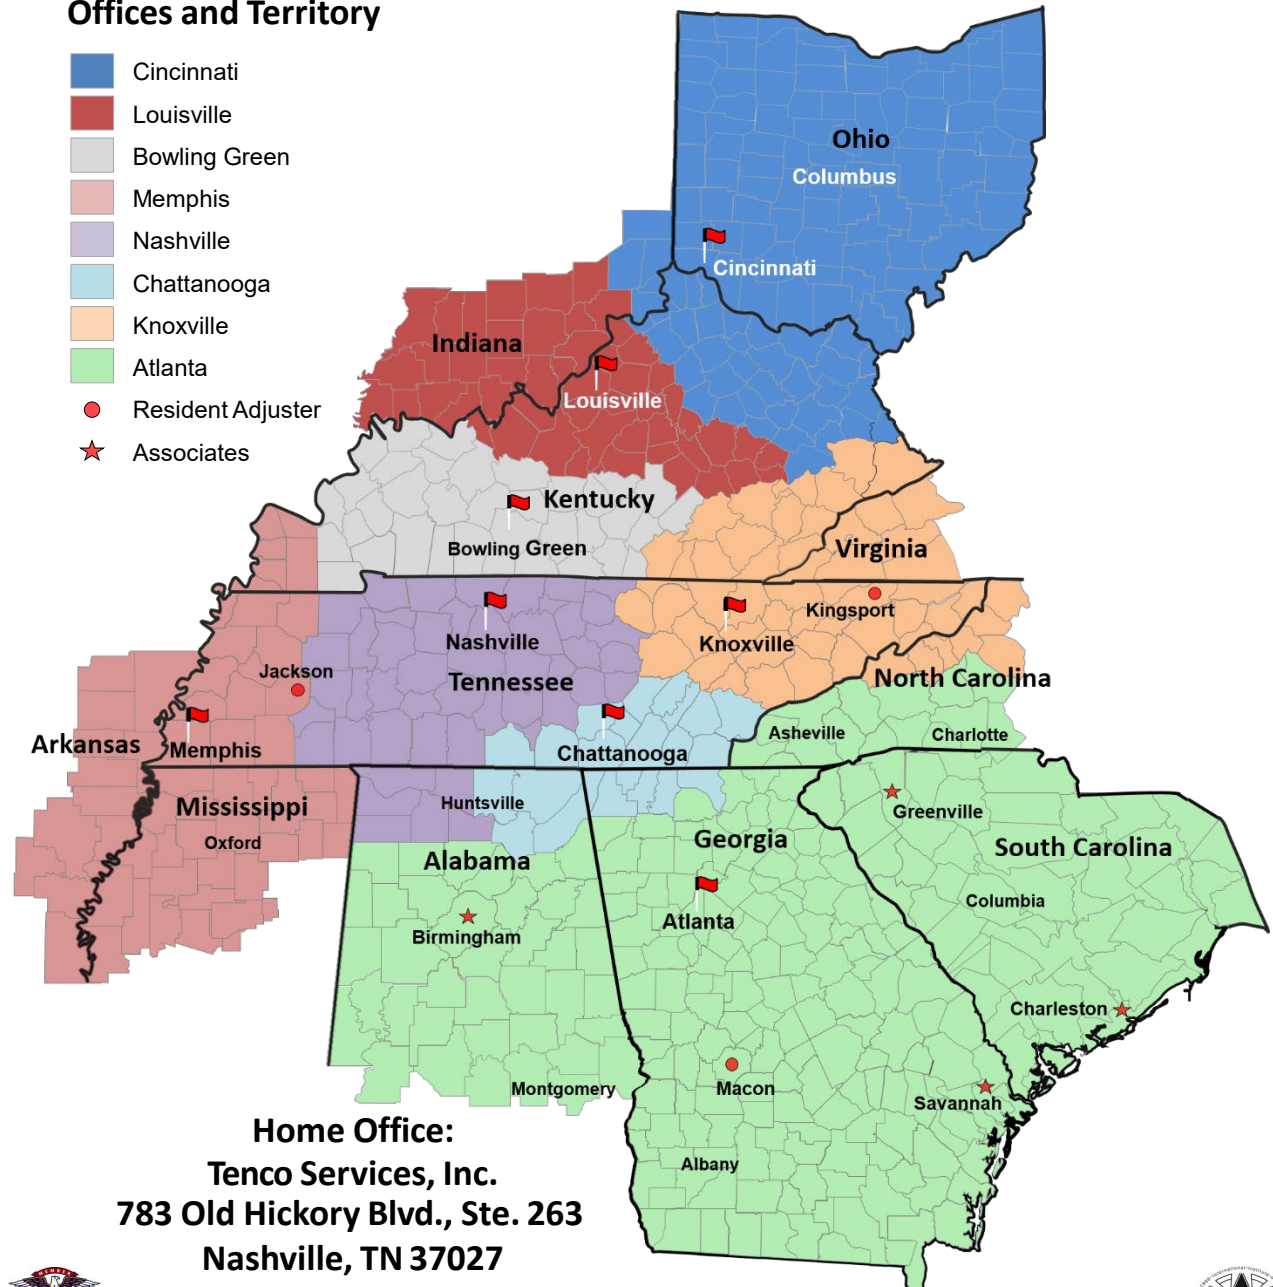 Offices and Territory
Cincinnati
Louisville
Bowling Green
Memphis
Nashville
Chattanooga
Knoxville
Atlanta
Resident Adjuster
Associates
Ohio
Columbus
Cincinnati
Indiana
Louisville
Kentucky
Bowling Green
Virginia
Kingsport
Nashville
Knoxville
Jackson
Tennessee
North Carolina
Asheville
Charlotte
Arkansas
Memphis
Chattanooga
Mississippi
Oxford
Huntsville
Greenville
Alabama
Georgia
South Carolina
Columbia
Atlanta
Birmingham
Charleston
Montgomery
Macon
Savannah
Albany
Home Office:
Tenco Services, Inc.
783 Old Hickory Blvd., Ste. 263
Nashville, TN 37027
MEMBER